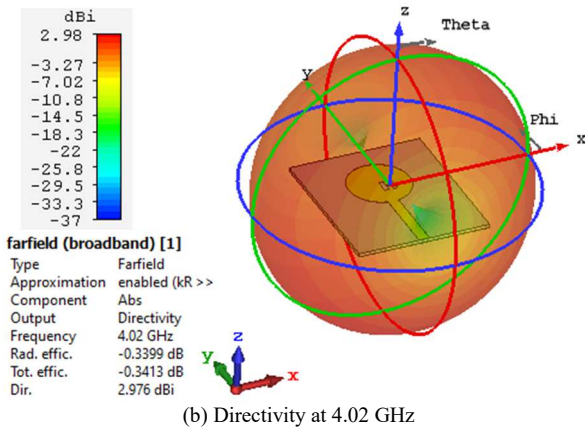 dBi
2.98
-3.27
-7.02
-10.8
-14.5
-18.3
-22
-25.8
-29.5
-33.3
-37
z
Theta
y
Phi
x
farfield (broadband) [1]
Type Farfield
Approximation enabled (kR >>
Component Abs
Output Directivity
Frequency 4.02 GHz
Rad. effic. -0.3399 dB
Tot. effic. -0.3413 dB
Dir. 2.976 dBi
z
y
x
(b) Directivity at 4.02 GHz